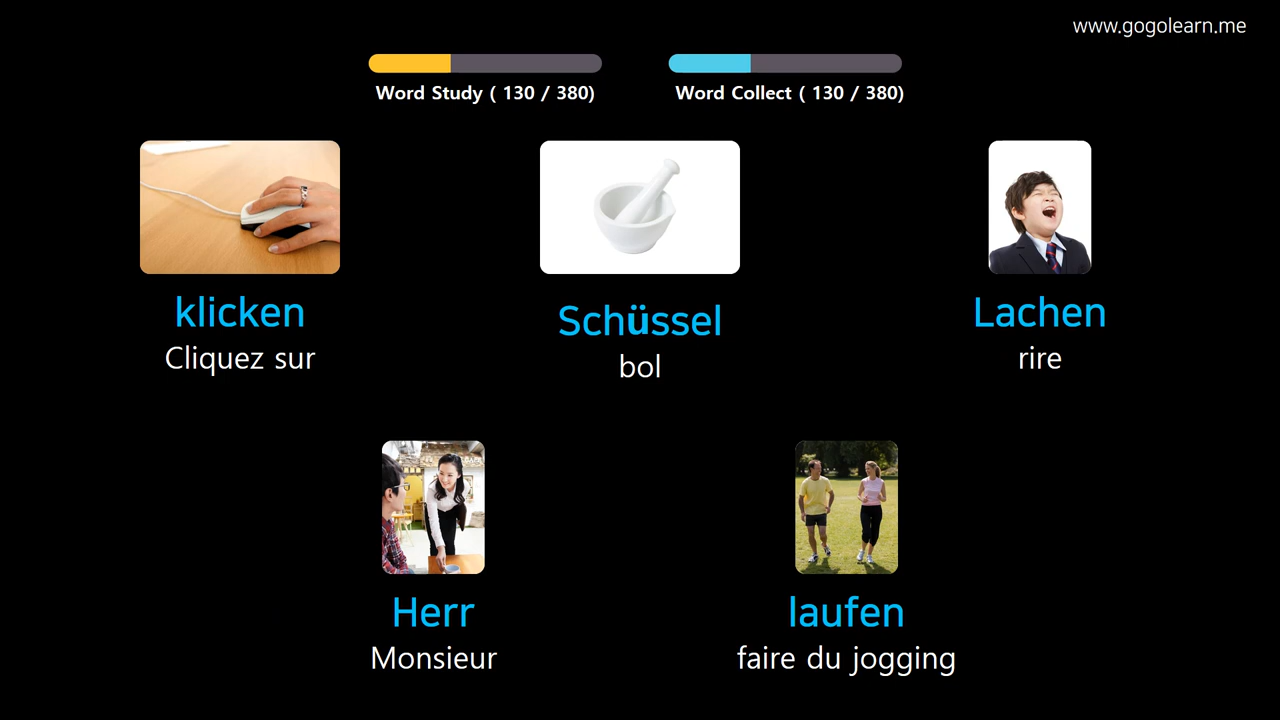 www.gogolearn.me
Word Study ( 130 / 380)
Word Collect ( 130 / 380)
klicken
Cliquez sur
Schüssel
bol
Lachen
rire
Herr
Monsieur
laufen
faire du jogging